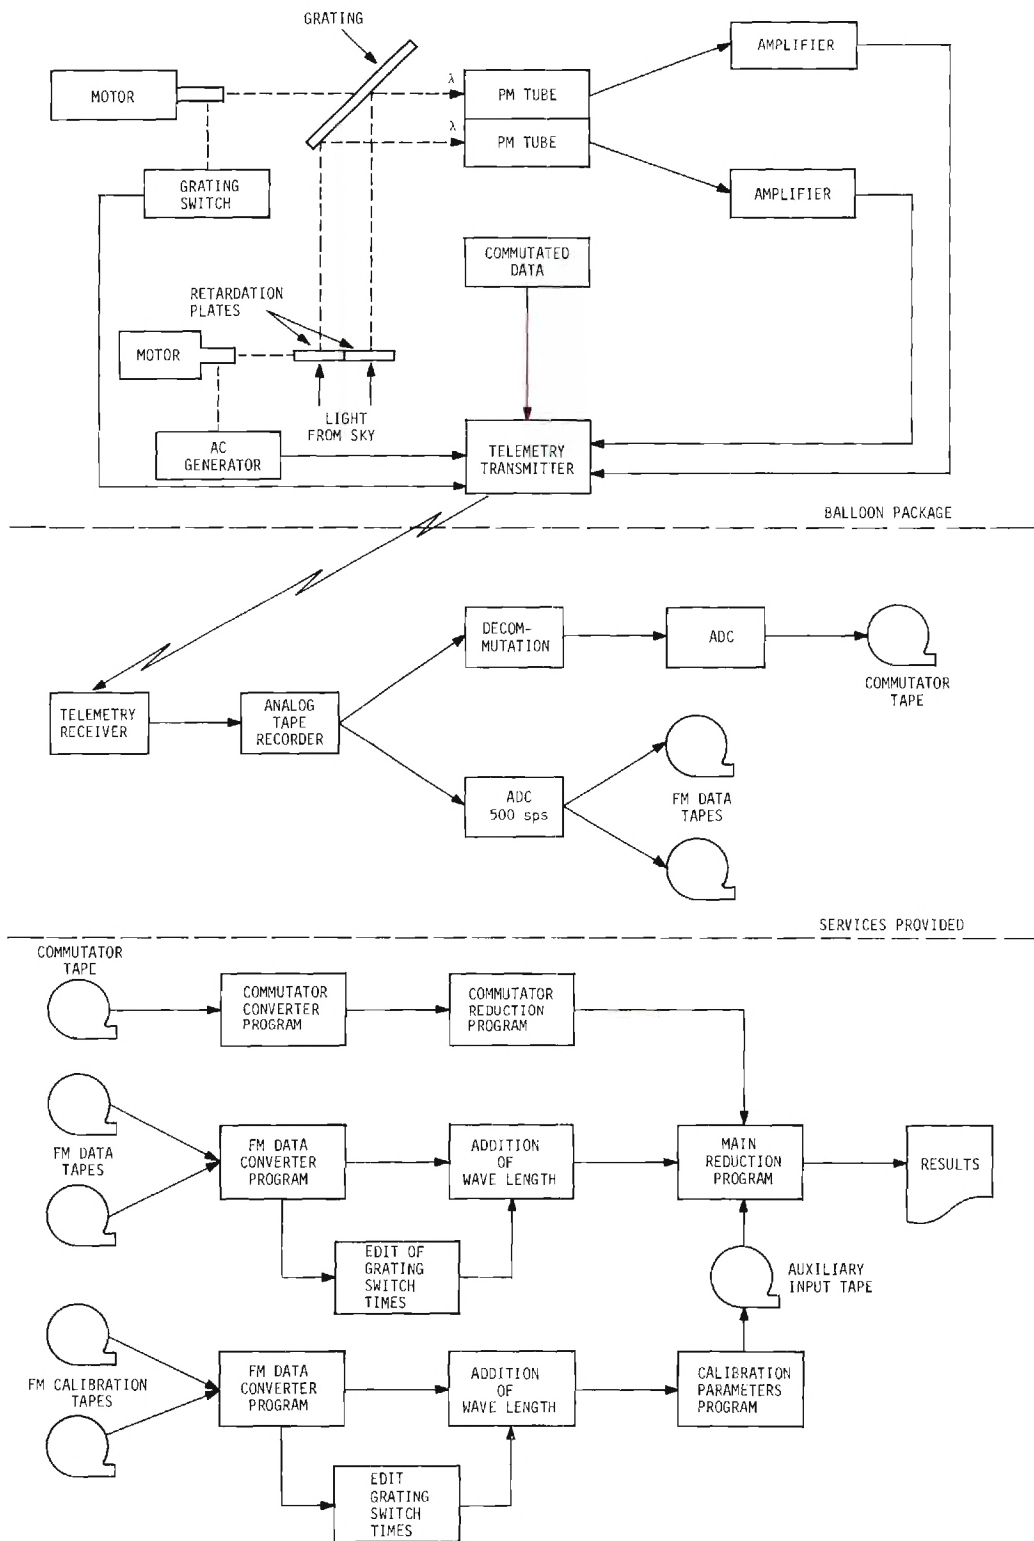 GRATING
MOTOR
λ
PM TUBE
λ
PM TUBE
AMPLIFIER
GRATING
SWITCH
AMPLIFIER
COMMUTATED
DATA
RETARDATION
PLATES
MOTOR
LIGHT
FROM SKY
AC
GENERATOR
TELEMETRY
TRANSMITTER
BALLOON PACKAGE
DECOM-
MUTATION
ADC
COMMUTATOR
TAPE
TELEMETRY
RECEIVER
ANALOG
TAPE
RECORDER
ADC
500 sps
FM DATA
TAPES
SERVICES PROVIDED
COMMUTATOR
TAPE
COMMUTATOR
CONVERTER
PROGRAM
COMMUTATOR
REDUCTION
PROGRAM
FM DATA
TAPES
FM DATA
CONVERTER
PROGRAM
ADDITION
OF
WAVE LENGTH
MAIN
REDUCTION
PROGRAM
RESULTS
EDIT OF
GRATING
SWITCH
TIMES
AUXILIARY
INPUT TAPE
FM CALIBRATION
TAPES
FM DATA
CONVERTER
PROGRAM
ADDITION
OF
WAVE LENGTH
CALIBRATION
PARAMETERS
PROGRAM
EDIT
GRATING
SWITCH
TIMES